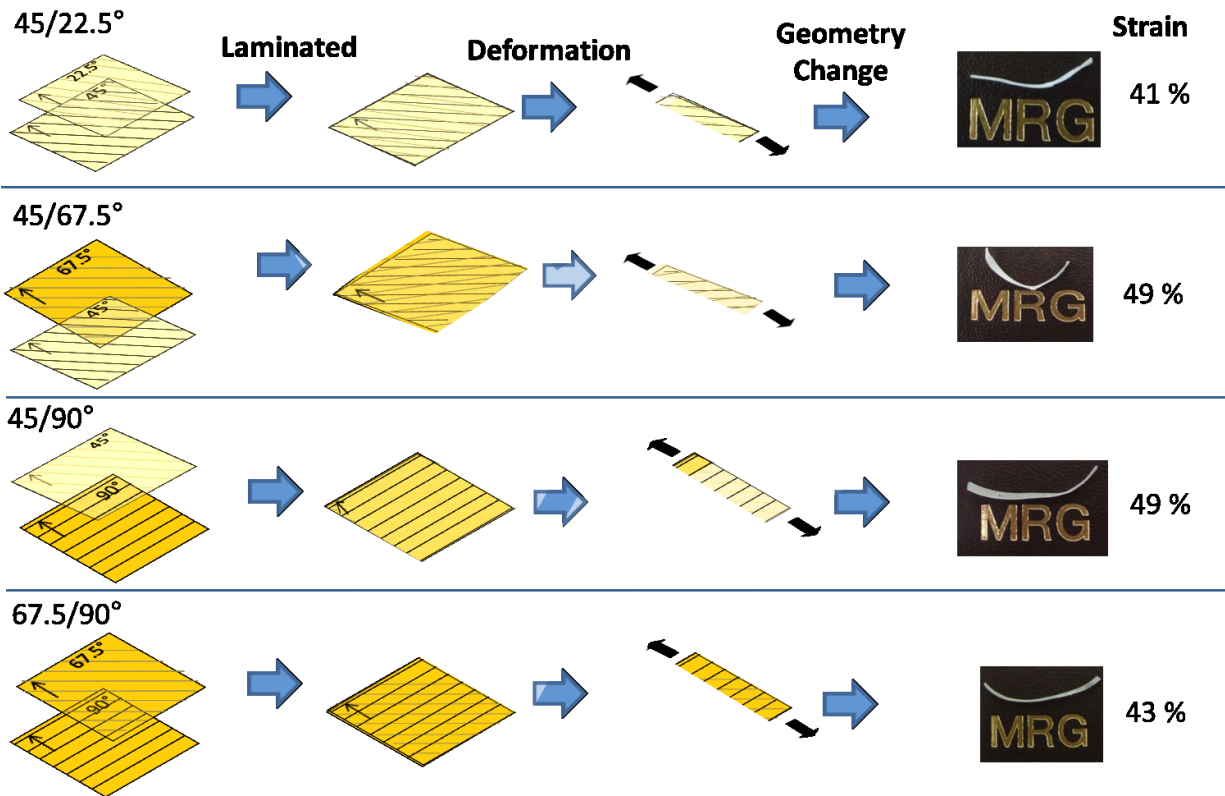 45/22.5°
Laminated
Deformation
Geometry
Change
Strain
22.5°
45°
MRG
41 %
45/67.5°
67.5°
45°
MRG
49 %
45/90°
45°
90°
MRG
49 %
67.5/90°
67.5°
90°
MRG
43 %